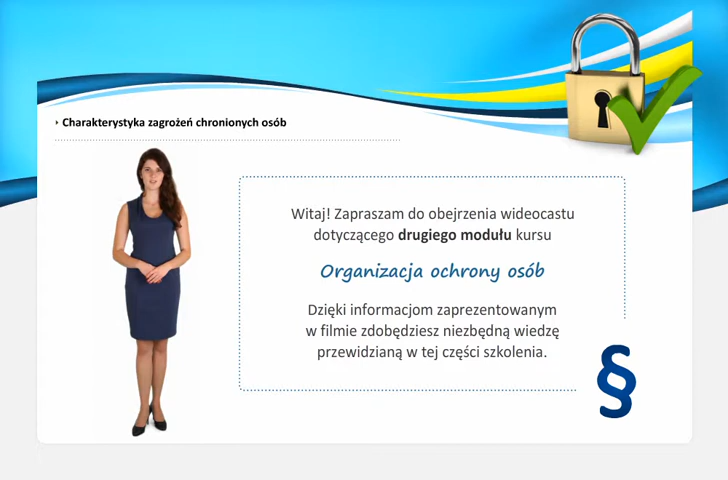 Charakterystyka zagrożeń chronionych osób
Witaj! Zapraszam do obejrzenia wideocastu
dotyczącego drugiego modułu kursu
Organizacja ochrony osób
Dzięki informacjom zaprezentowanym
w filmie zdobędziesz niezbędną wiedzę
przewidzianą w tej części szkolenia.
§